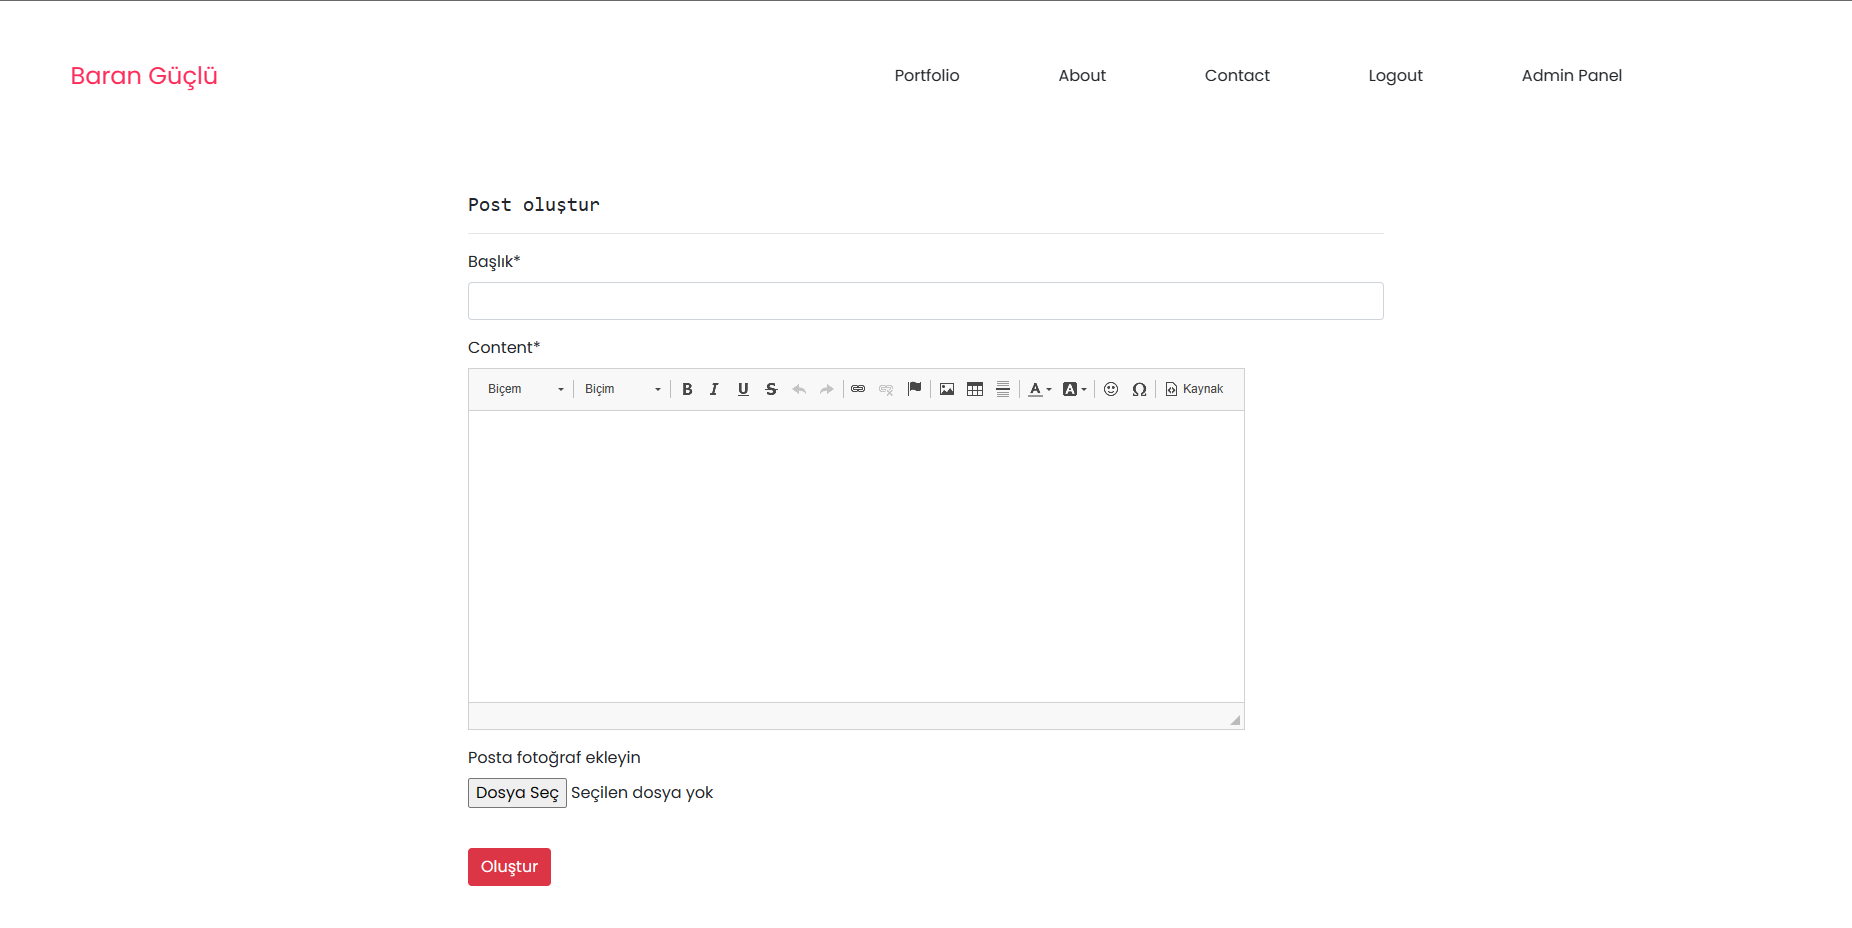 Baran Güçlü Portfolio About Contact Logout Admin Panel
Post oluştur
Başlık*
Content*
Biçem Biçim B I U S A A Ω Kaynak
Posta fotoğraf ekleyin
Dosya Seç Seçilen dosya yok
Oluştur